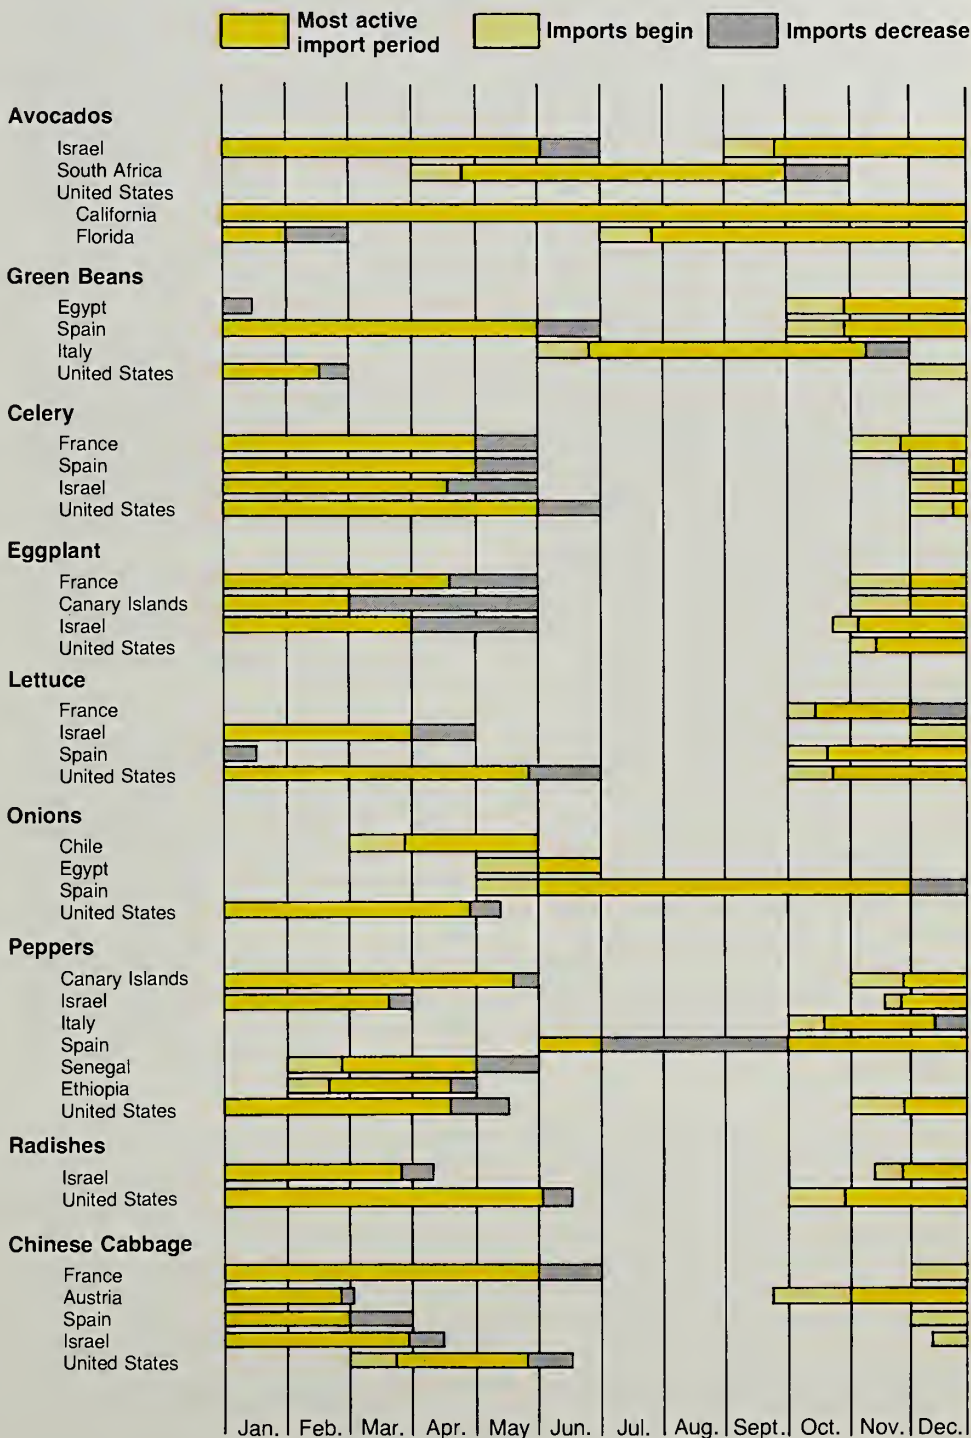 Most active
import period
Imports begin
Imports decrease
Avocados
Israel
South Africa
United States
California
Florida
Green Beans
Egypt
Spain
Italy
United States
Celery
France
Spain
Israel
United States
Eggplant
France
Canary Islands
Israel
United States
Lettuce
France
Israel
Spain
United States
Onions
Chile
Egypt
Spain
United States
Peppers
Canary Islands
Israel
Italy
Spain
Senegal
Ethiopia
United States
Radishes
Israel
United States
Chinese Cabbage
France
Austria
Spain
Israel
United States
Jan. Feb. Mar. Apr. May Jun. Jul. Aug. Sept. Oct. Nov. Dec.